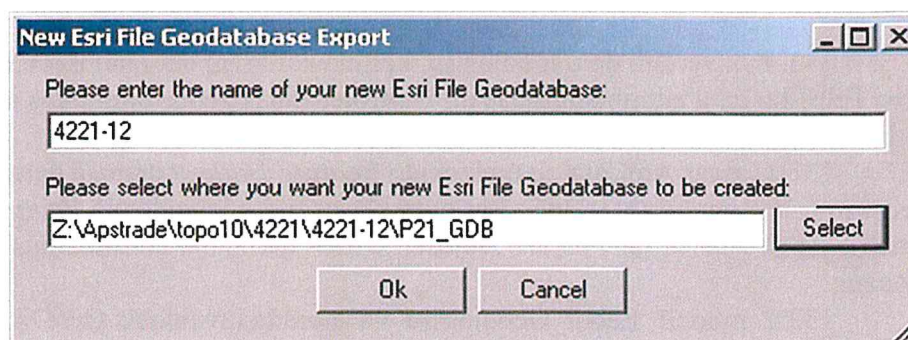 New Esri File Geodatabase Export
Please enter the name of your new Esri File Geodatabase:
4221-12
Please select where you want your new Esri File Geodatabase to be created:
Z:\Apstrade\topo10\4221\4221-12\P21_GDB
Select
Ok
Cancel